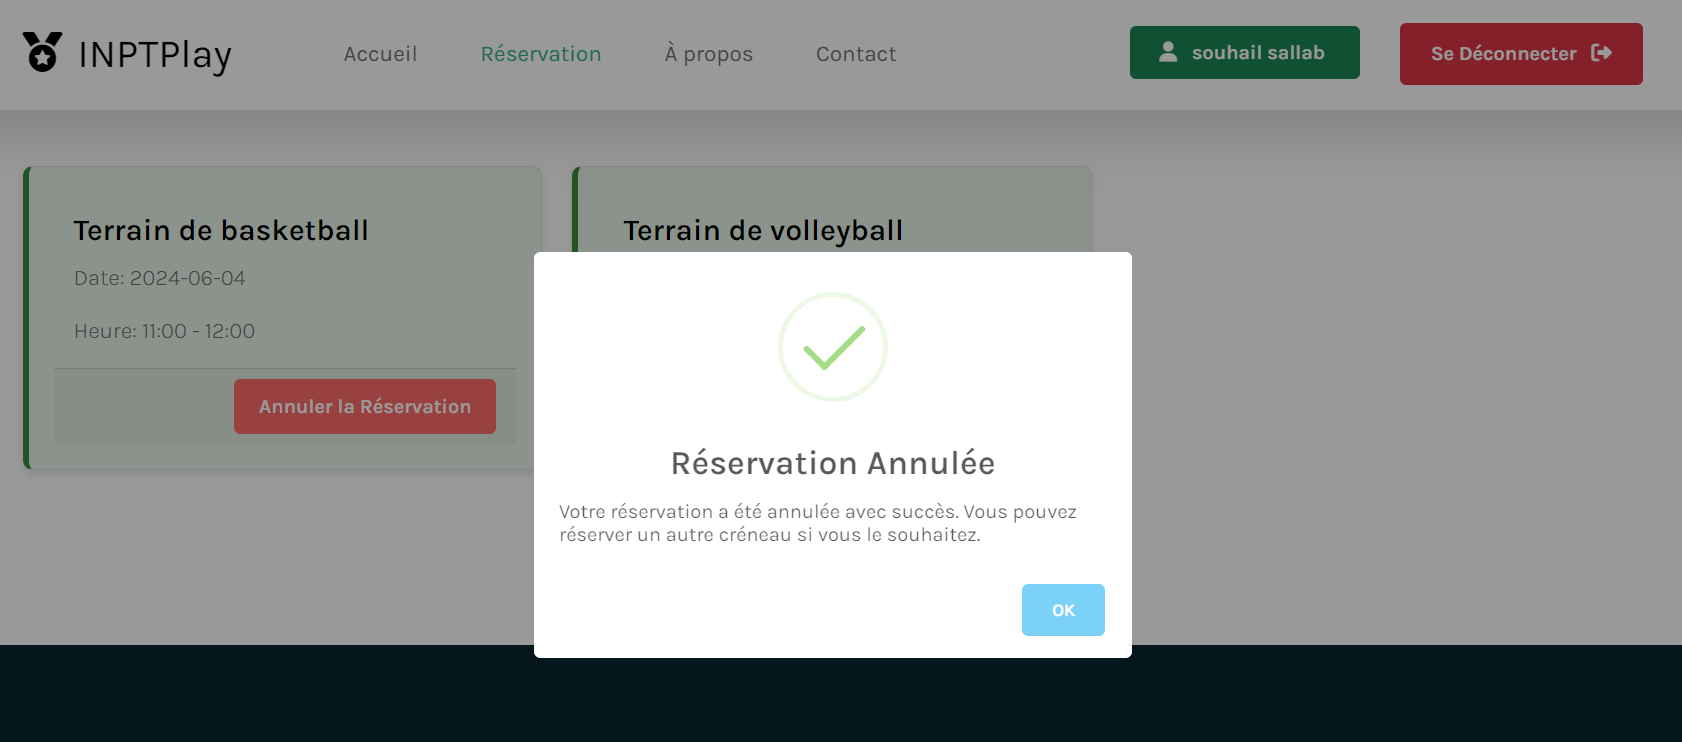 INPTPlay
Accueil
Réservation
À propos
Contact
souhail sallab
Se Déconnecter
Terrain de basketball
Date: 2024-06-04
Heure: 11:00 - 12:00
Annuler la Réservation
Terrain de volleyball
Réservation Annulée
Votre réservation a été annulée avec succès. Vous pouvez
réserver un autre créneau si vous le souhaitez.
OK